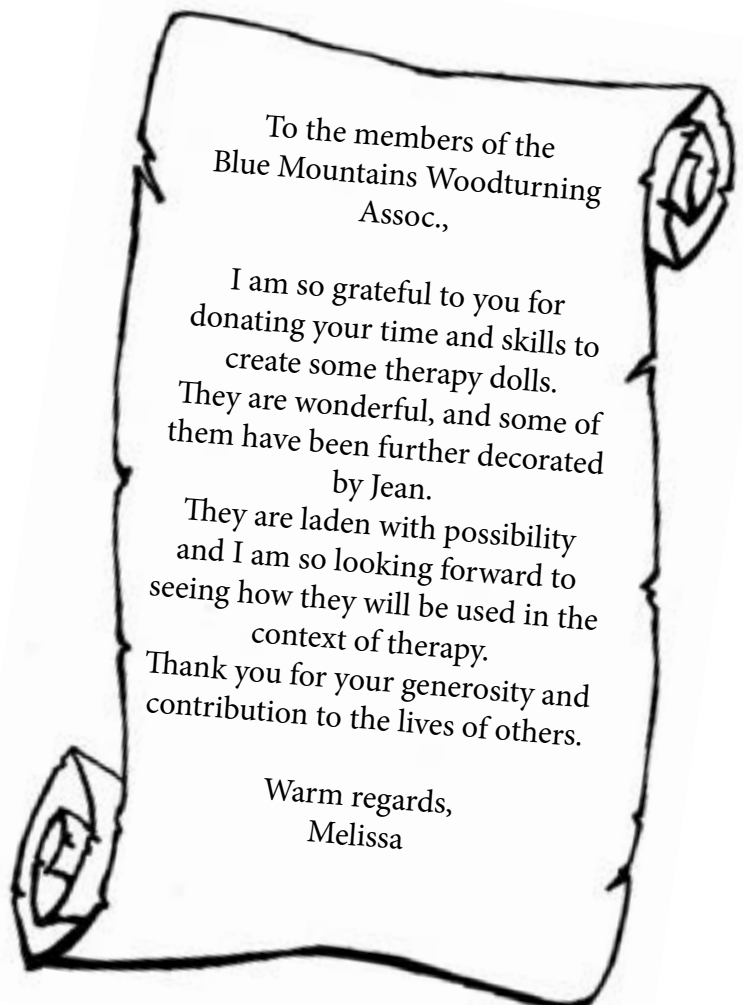 To the members of the
Blue Mountains Woodturning
Assoc.,
I am so grateful to you for
donating your time and skills to
create some therapy dolls.
They are wonderful, and some of
them have been further decorated
by Jean.
They are laden with possibility
and I am so looking forward to
seeing how they will be used in the
context of therapy.
Thank you for your generosity and
contribution to the lives of others.
Warm regards,
Melissa